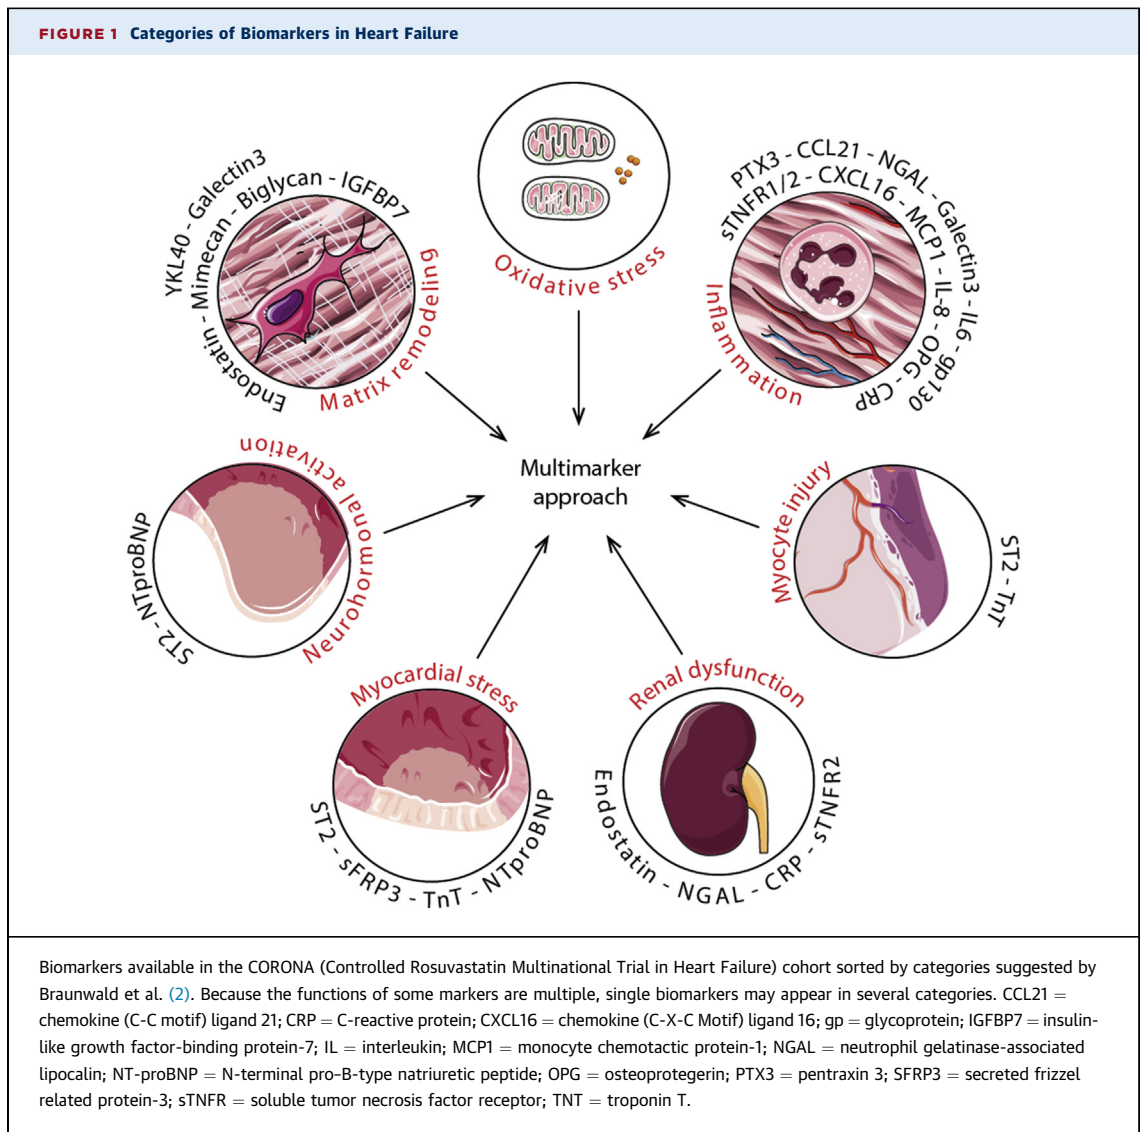 FIGURE 1 Categories of Biomarkers in Heart Failure
Oxidative stress
YKL40 - Galectin3
Endostatin - Mimecan - Biglycan - IGFBP7
Matrix remodeling
PTX3 - CCL21 - NGAL - Galectin3 - IL6 - gp130
sTNFR1/2 - CXCL16 - MCP1 - IL-8 - OPG - CRP
Inflammation
Multimarker
approach
Neurohormonal activation
ST2 - NTproBNP
Myocyte injury
ST2 - TnT
Myocardial stress
ST2 - sFRP3 - TnT - NTproBNP
Renal dysfunction
Endostatin - NGAL - CRP - sTNFR2
Biomarkers available in the CORONA (Controlled Rosuvastatin Multinational Trial in Heart Failure) cohort sorted by categories suggested by
Braunwald et al. (2). Because the functions of some markers are multiple, single biomarkers may appear in several categories. CCL21 =
chemokine (C-C motif) ligand 21; CRP = C-reactive protein; CXCL16 = chemokine (C-X-C Motif) ligand 16; gp = glycoprotein; IGFBP7 = insulin-
like growth factor-binding protein-7; IL = interleukin; MCP1 = monocyte chemotactic protein-1; NGAL = neutrophil gelatinase-associated
lipocalin; NT-proBNP = N-terminal pro–B-type natriuretic peptide; OPG = osteoprotegerin; PTX3 = pentraxin 3; SFRP3 = secreted frizzel
related protein-3; sTNFR = soluble tumor necrosis factor receptor; TNT = troponin T.